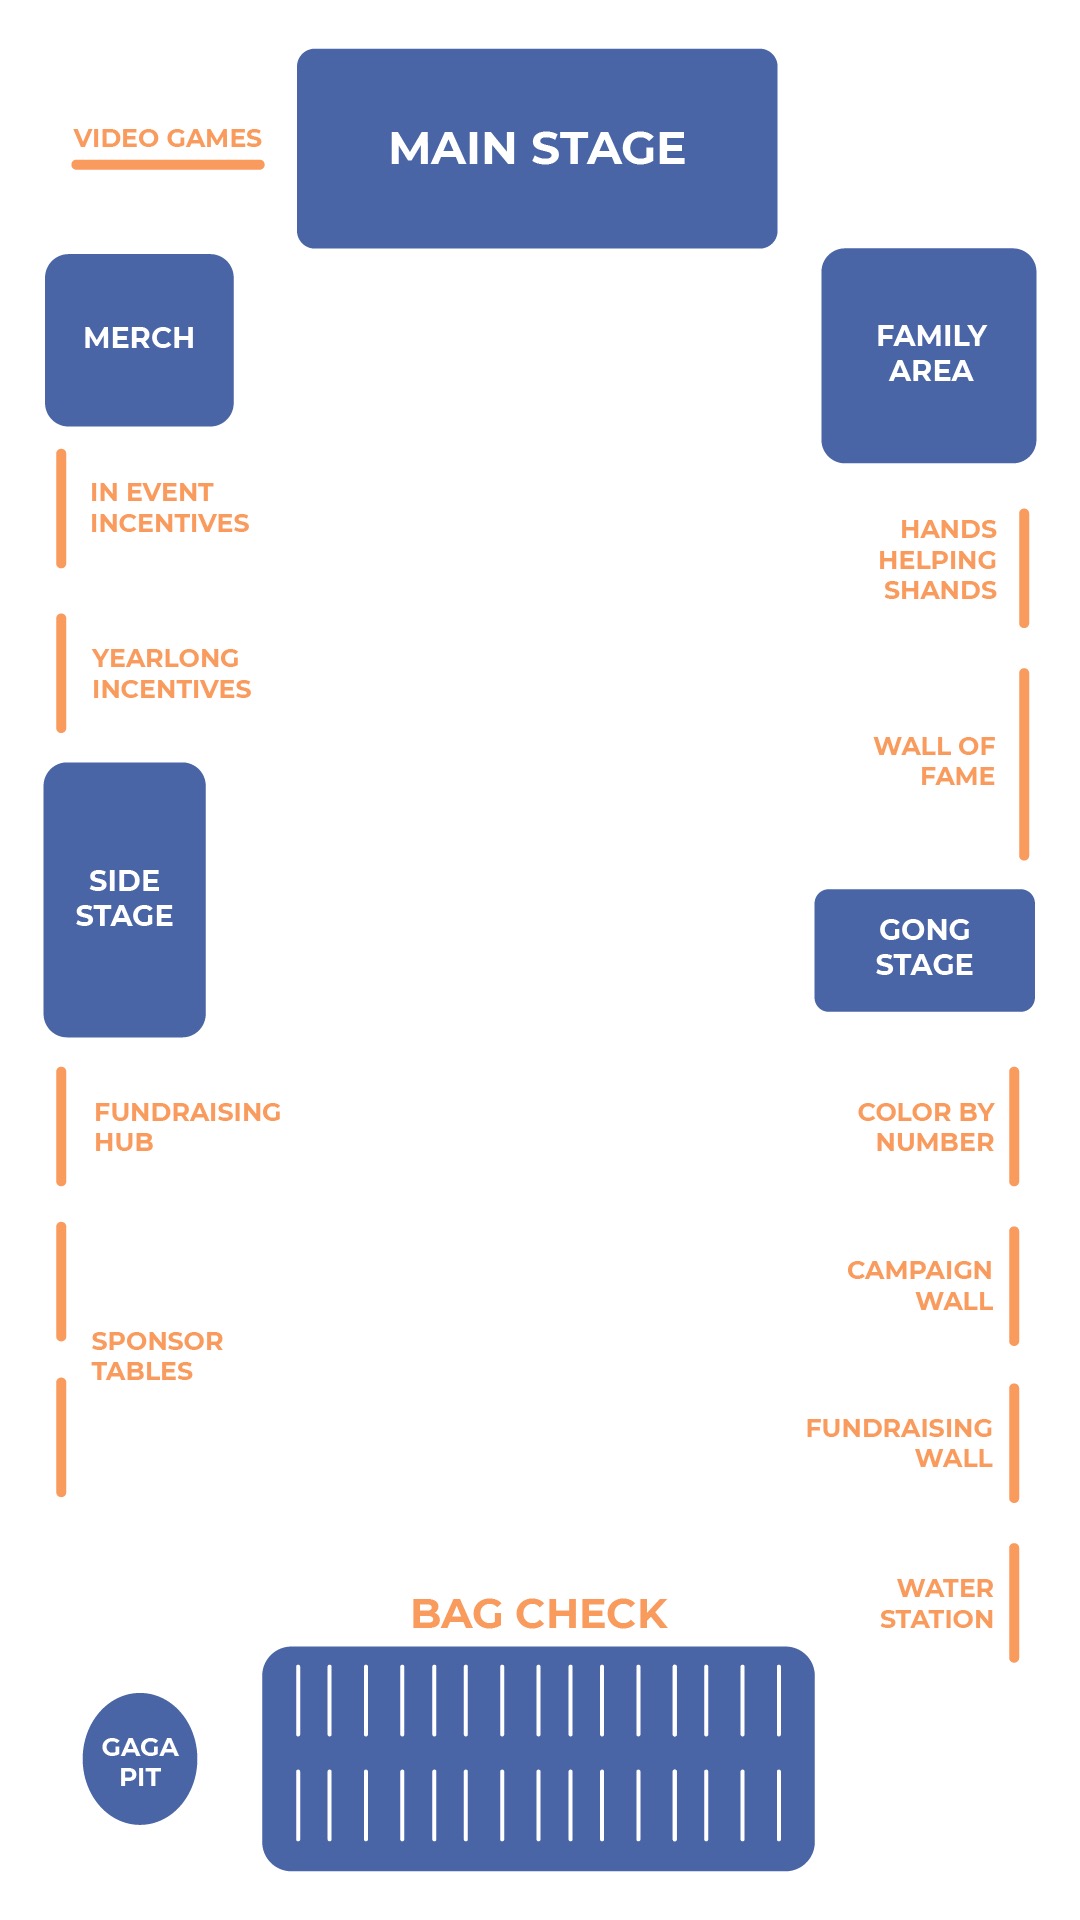 MAIN STAGE
VIDEO GAMES
MERCH
FAMILY
AREA
IN EVENT
INCENTIVES
HANDS
HELPING
SHANDS
YEARLONG
INCENTIVES
WALL OF
FAME
SIDE
STAGE
GONG
STAGE
FUNDRAISING
HUB
COLOR BY
NUMBER
CAMPAIGN
WALL
SPONSOR
TABLES
FUNDRAISING
WALL
WATER
STATION
BAG CHECK
GAGA
PIT